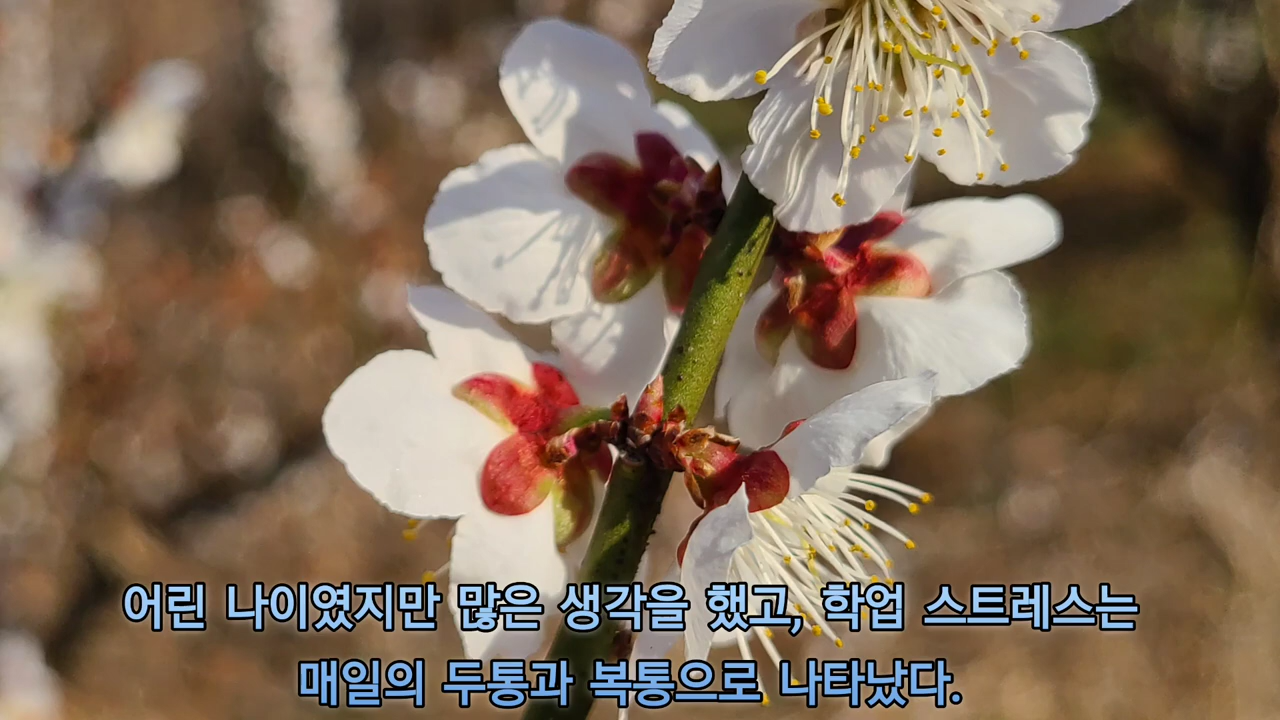 어린 나이였지만 많은 생각을 했고, 학업 스트레스는
매일의 두통과 복통으로 나타났다.